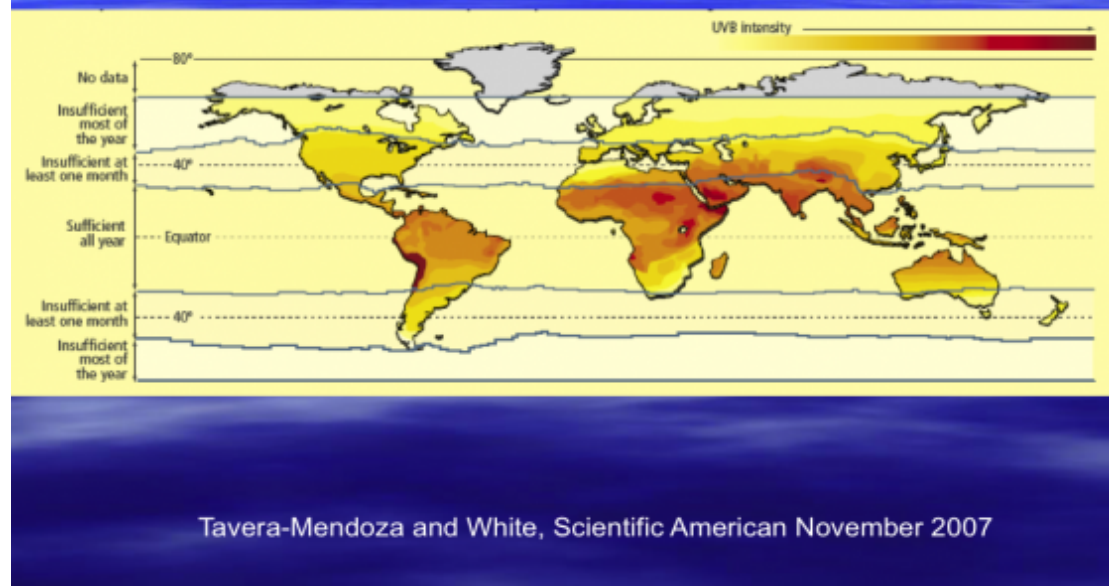 UVB intensity
80°
No data
Insufficient
most of
the year
Insufficient at
least one month
40°
Sufficient
all year
Equator
Insufficient at
least one month
40°
Insufficient
most of
the year
Tavera-Mendoza and White, Scientific American November 2007